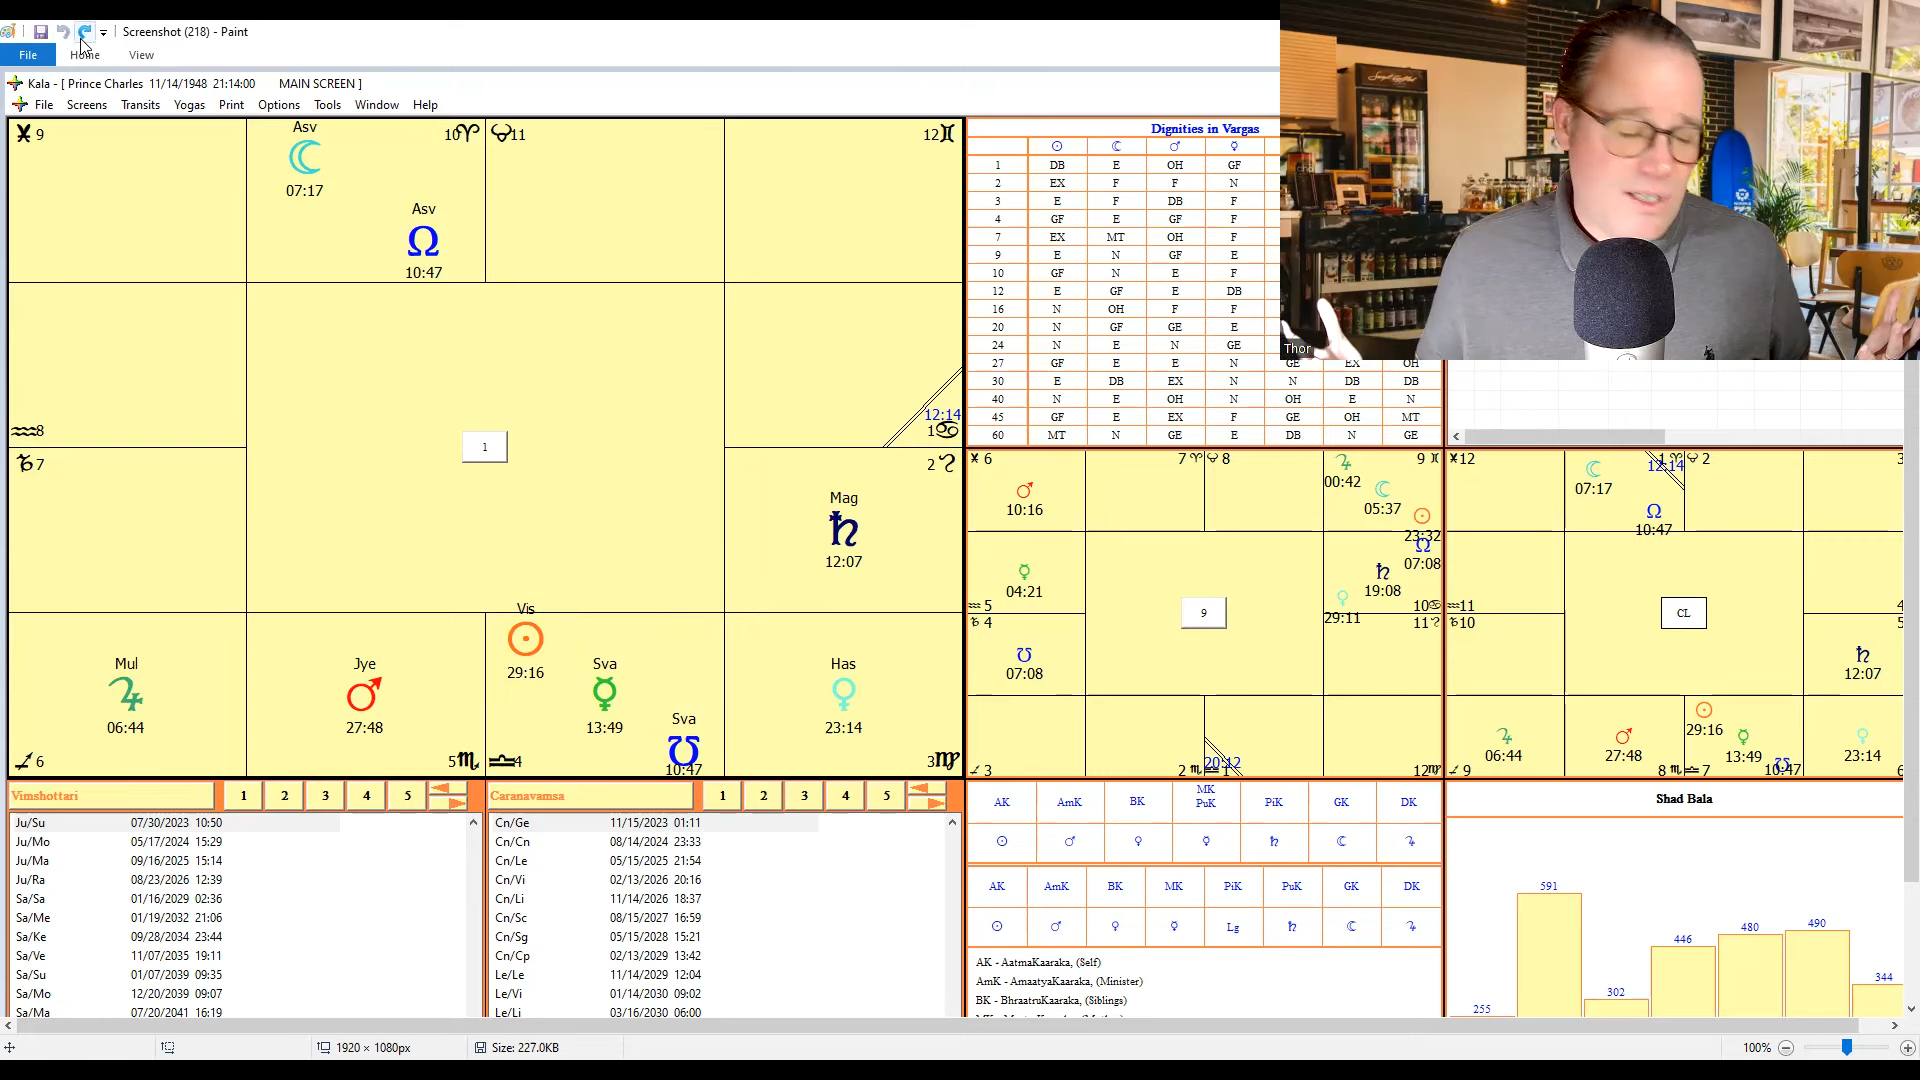 Screenshot (218) - Paint
File Home View
Kala - [ Prince Charles 11/14/1948 21:14:00 MAIN SCREEN ]
File Screens Transits Yogas Print Options Tools Window Help
9
Asv
10
07:17
Asv
10:47
11
12
8
12:14
1
7
1
2
Mag
12:07
Mul
06:44
6
Jye
27:48
5
Vis
29:16
Sva
13:49
Sva
10:47
4
Has
23:14
3
Dignities in Vargas
1 DB E OH GF
2 EX F F N
3 E F DB F
4 GF E GF F
7 EX MT OH F
9 E N GF E
10 GF N E F
12 E GF E DB
16 N OH F F
20 N GF GE E
24 N E N GE
27 GF E E N GE EX OH
30 E DB EX N N DB DB
40 N E OH N OH E N
45 GF E EX F GE OH MT
60 MT N GE E DB N GE
Thor
6
10:16
7
8
9
00:42
05:37
23:32
07:08
04:21
19:08
5
29:11
10
4
11
07:08
9
3
2
1
20:12
12
12
07:17
1
12:14
2
3
10:47
11
4
10
5
CL
12:07
06:44
9
27:48
8
29:16
7
13:49
10:47
23:14
6
Vimshottari 1 2 3 4 5
Ju/Su 07/30/2023 10:50
Ju/Mo 05/17/2024 15:29
Ju/Ma 09/16/2025 15:14
Ju/Ra 08/23/2026 12:39
Sa/Sa 01/16/2029 02:36
Sa/Me 01/19/2032 21:06
Sa/Ke 09/28/2034 23:44
Sa/Ve 11/07/2035 19:11
Sa/Su 01/07/2039 09:35
Sa/Mo 12/20/2039 09:07
Sa/Ma 07/20/2041 16:19
Caranavamsa 1 2 3 4 5
Cn/Ge 11/15/2023 01:11
Cn/Cn 08/14/2024 23:33
Cn/Le 05/15/2025 21:54
Cn/Vi 02/13/2026 20:16
Cn/Li 11/14/2026 18:37
Cn/Sc 08/15/2027 16:59
Cn/Sg 05/15/2028 15:21
Cn/Cp 02/13/2029 13:42
Le/Le 11/14/2029 12:04
Le/Vi 01/14/2030 09:02
Le/Li 03/16/2030 06:00
AK AmK BK MK PuK PiK GK DK
AK AmK BK MK PiK PuK GK DK
Lg
AK - AatmaKaaraka, (Self)
AmK - AmaatyaKaaraka, (Minister)
BK - BhraatruKaaraka, (Siblings)
Shad Bala
255 591 302 446 480 490 344
1920 × 1080px
Size: 227.0KB
100%